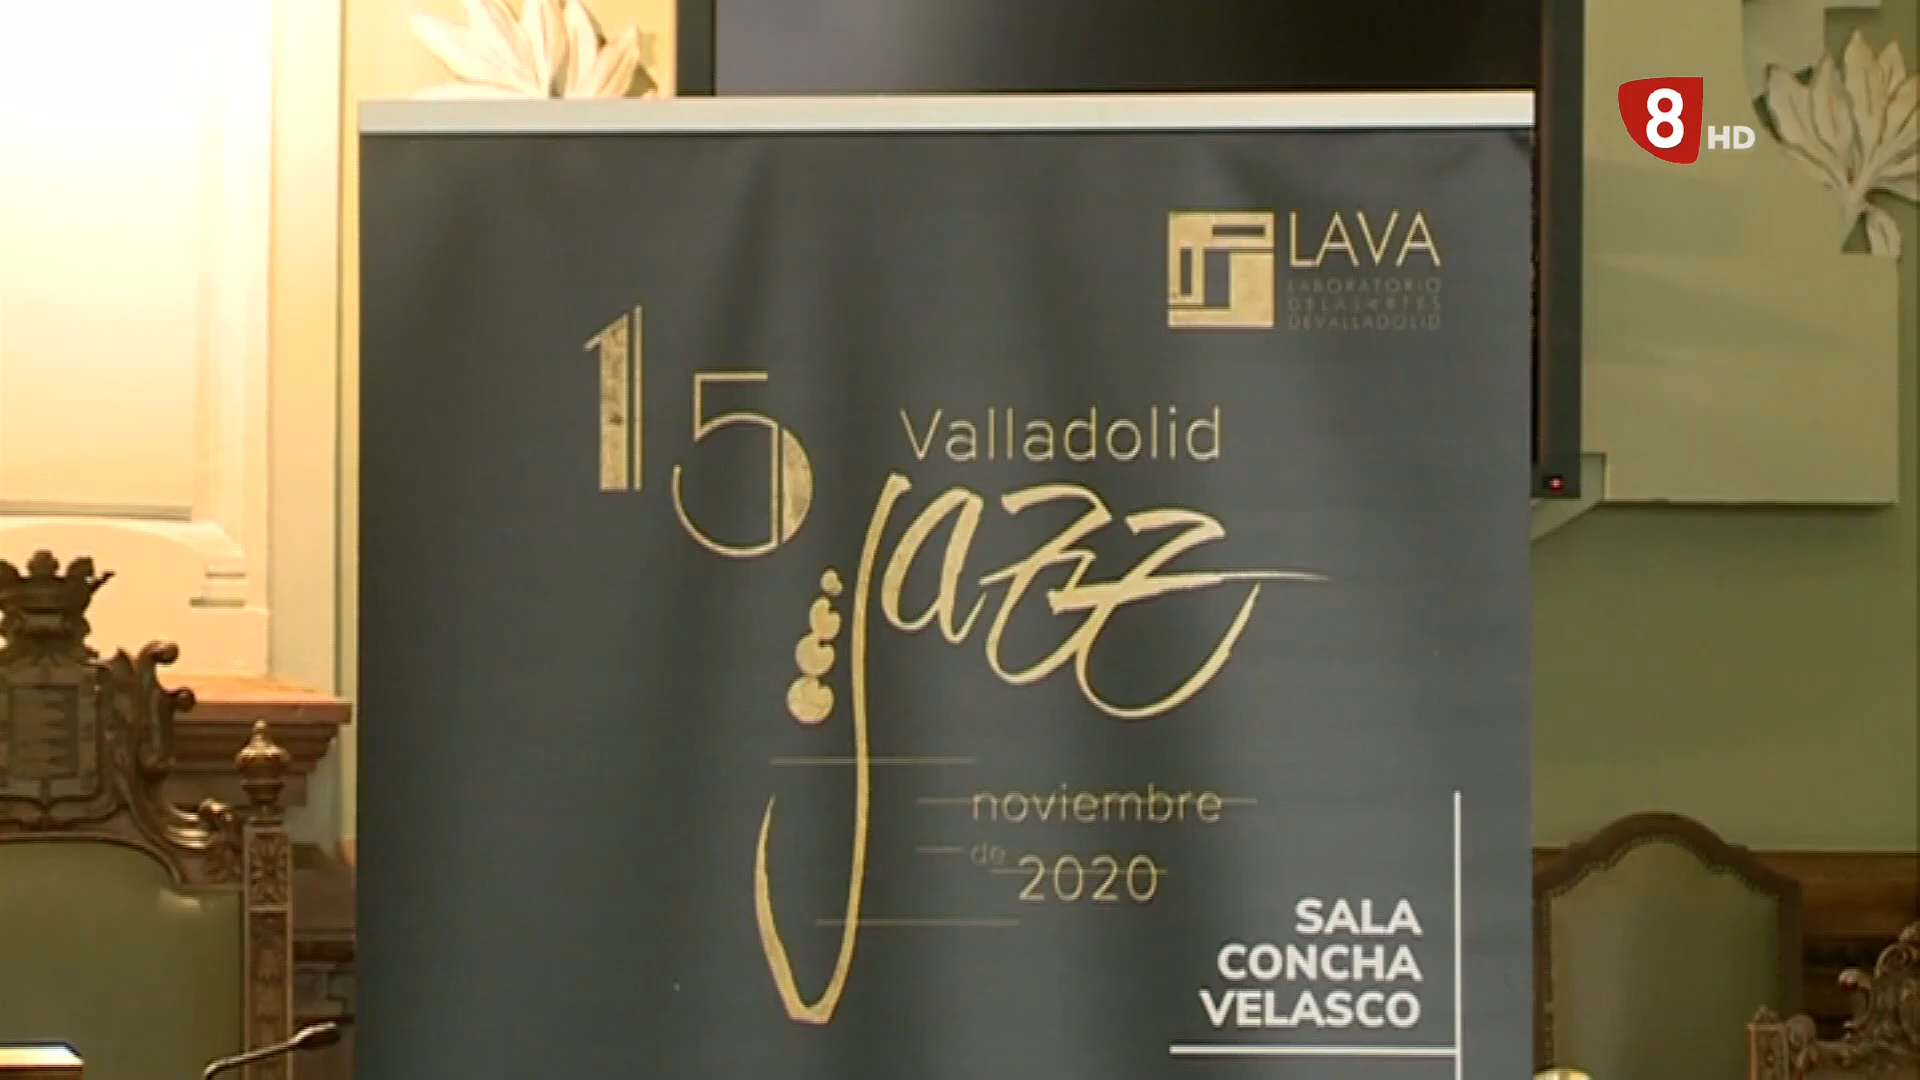 8 HD
LAVA
LABORATORIO
DE LAS ARTES
DE VALLADOLID
15
Valladolid
jazz
noviembre
de
2020
SALA
CONCHA
VELASCO